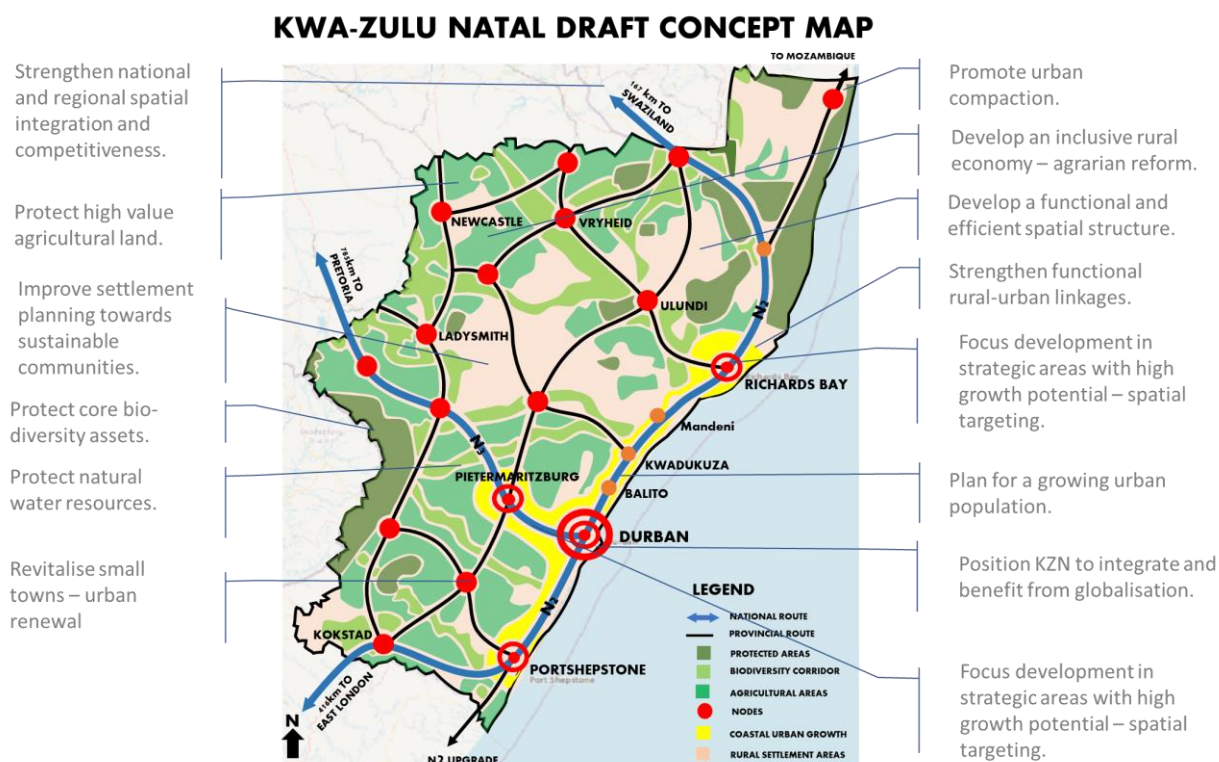 KWA-ZULU NATAL DRAFT CONCEPT MAP
Strengthen national
and regional spatial
integration and
competitiveness.
Protect high value
agricultural land.
Improve settlement
planning towards
sustainable
communities.
Protect core bio-
diversity assets.
Protect natural
water resources.
Revitalise small
towns – urban
renewal
TO MOZAMBIQUE
167 km TO
SWAZILAND
NEWCASTLE
VRYHEID
785km TO
PRETORIA
ULUNDI
N2
LADYSMITH
RICHARDS BAY
Mandeni
N3
KWADUKUZA
PIETERMARITZBURG
BALITO
DURBAN
N2
KOKSTAD
PORTSHEPSTONE
Port Shepstone
416km TO
EAST LONDON
N
N2 UPGRADE
LEGEND
NATIONAL ROUTE
PROVINCIAL ROUTE
PROTECTED AREAS
BIODIVERSITY CORRIDOR
AGRICULTURAL AREAS
NODES
COASTAL URBAN GROWTH
RURAL SETTLEMENT AREAS
Promote urban
compaction.
Develop an inclusive rural
economy – agrarian reform.
Develop a functional and
efficient spatial structure.
Strengthen functional
rural-urban linkages.
Focus development in
strategic areas with high
growth potential – spatial
targeting.
Plan for a growing urban
population.
Position KZN to integrate and
benefit from globalisation.
Focus development in
strategic areas with high
growth potential – spatial
targeting.